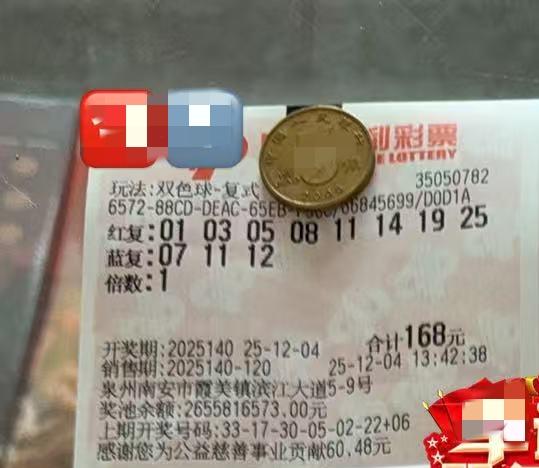 利彩票
LOTTERY
玩法:双色球-复式
35050782
6572-88CD-DEAC-65EB-
/06845699/D0D1A
红复:01 03 05 08 11 14 19 25
蓝复:07 11 12
倍数:1
开奖期:2025140 25-12-04 合计168元
销售期:2025140-120 25-12-04 13:42:38
泉州南安市霞美镇滨江大道5-9号
奖池余额:2655816573.00元
上期开奖号码:33-17-30-05-02-22+06
感谢您为公益慈善事业贡献60.48元